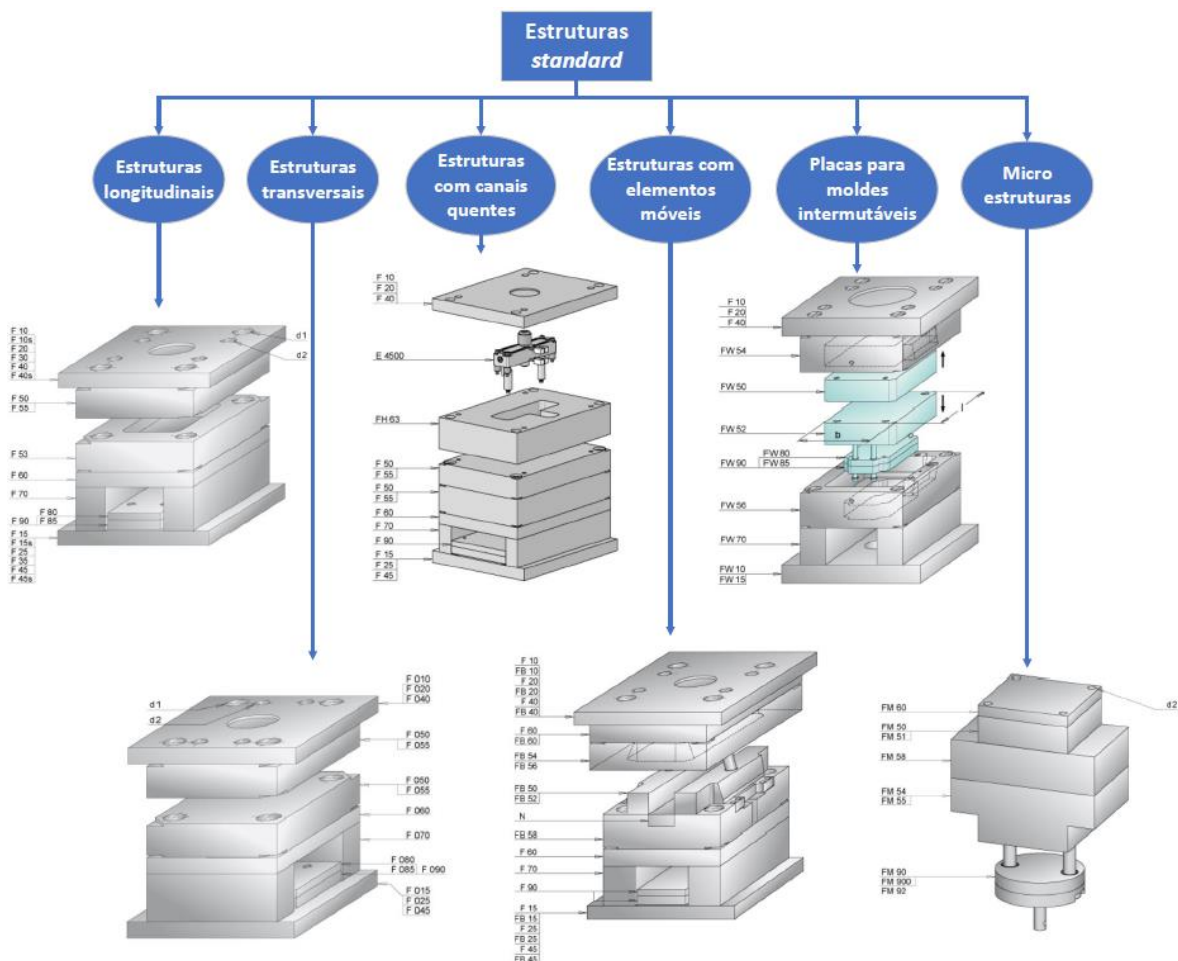 Estruturas
standard
Estruturas
longitudinais
Estruturas
transversais
Estruturas
com canais
quentes
Estruturas com
elementos
móveis
Placas para
moldes
intermutáveis
Micro
estruturas
F 10
F 10s
F 20
F 30
F 40
F 40s
d1
d2
F 50
F 55
F 53
F 60
F 70
F 80
F 90 F 85
F 15
F 15s
F 25
F 35
F 45
F 45s
F 10
F 20
F 40
E 4500
FH 63
F 50
F 55
F 50
F 55
F 60
F 70
F 90
F 15
F 25
F 45
F 10
F 20
F 40
FW 54
FW 50
FW 52
b
l
FW 80
FW 90 FW 85
FW 56
FW 70
FW 10
FW 15
d1
d2
F 010
F 020
F 040
F 050
F 055
F 050
F 055
F 060
F 070
F 080
F 085 F 090
F 015
F 025
F 045
F 10
FB 10
F 20
FB 20
F 40
FB 40
F 60
FB 60
FB 54
FB 56
FB 50
FB 52
N
FB 58
F 60
F 70
F 90
F 15
FB 15
F 25
FB 25
F 45
FB 45
d2
FM 60
FM 50
FM 51
FM 58
FM 54
FM 55
FM 90
FM 900
FM 92